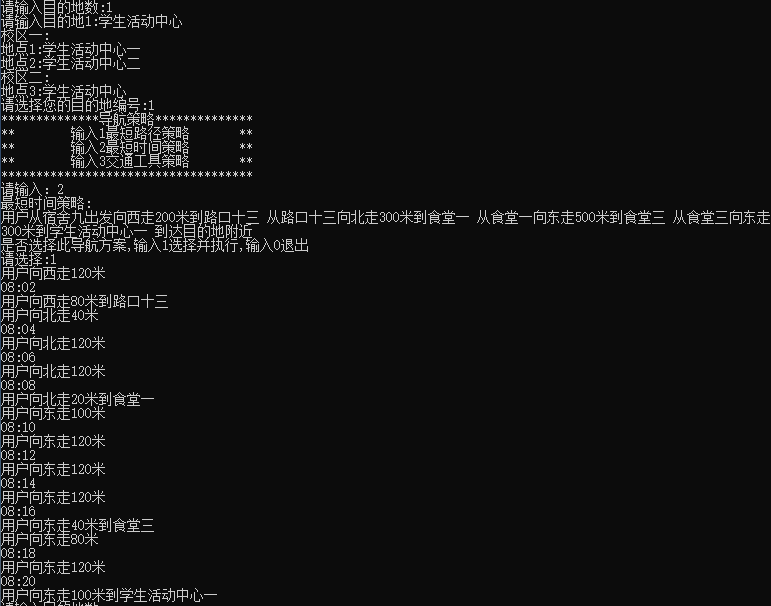 请输入目的地数:1
请输入目的地1:学生活动中心
校区一:
地点1:学生活动中心一
地点2:学生活动中心二
校区二:
地点3:学生活动中心
请选择您的目的地编号:1
**************导航策略**************
**        输入1最短路径策略       **
**        输入2最短时间策略       **
**        输入3交通工具策略       **
************************************
请输入: 2
最短时间策略:
用户从宿舍九出发向西走200米到路口十三 从路口十三向北走300米到食堂一 从食堂一向东走500米到食堂三 从食堂三向东走
300米到学生活动中心一 到达目的地附近
是否选择此导航方案,输入1选择并执行,输入0退出
请选择:1
用户向西走120米
08:02
用户向西走80米到路口十三
用户向北走40米
08:04
用户向北走120米
08:06
用户向北走120米
08:08
用户向北走20米到食堂一
用户向东走100米
08:10
用户向东走120米
08:12
用户向东走120米
08:14
用户向东走120米
08:16
用户向东走40米到食堂三
用户向东走80米
08:18
用户向东走120米
08:20
用户向东走100米到学生活动中心一